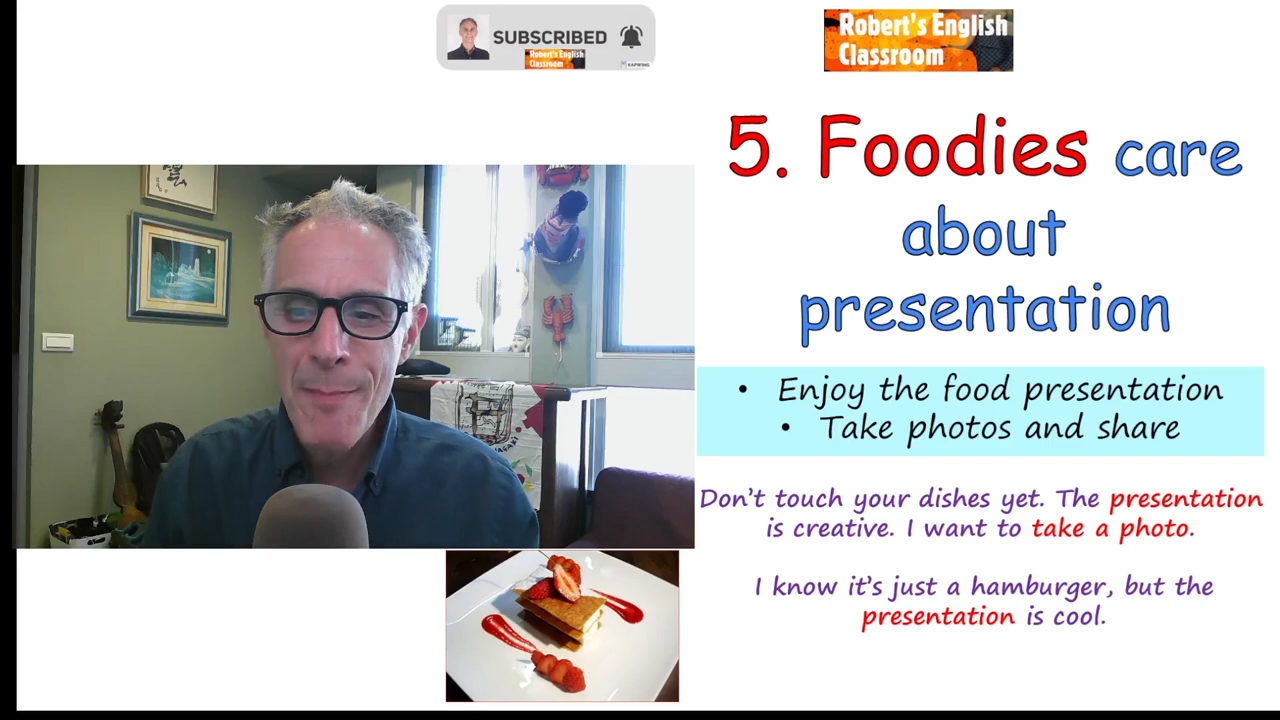 SUBSCRIBED
Robert's English
Classroom
KAPWING
Robert's English
Classroom
5. Foodies care
about
presentation
• Enjoy the food presentation
• Take photos and share
Don't touch your dishes yet. The presentation
is creative. I want to take a photo.
I know it's just a hamburger, but the
presentation is cool.